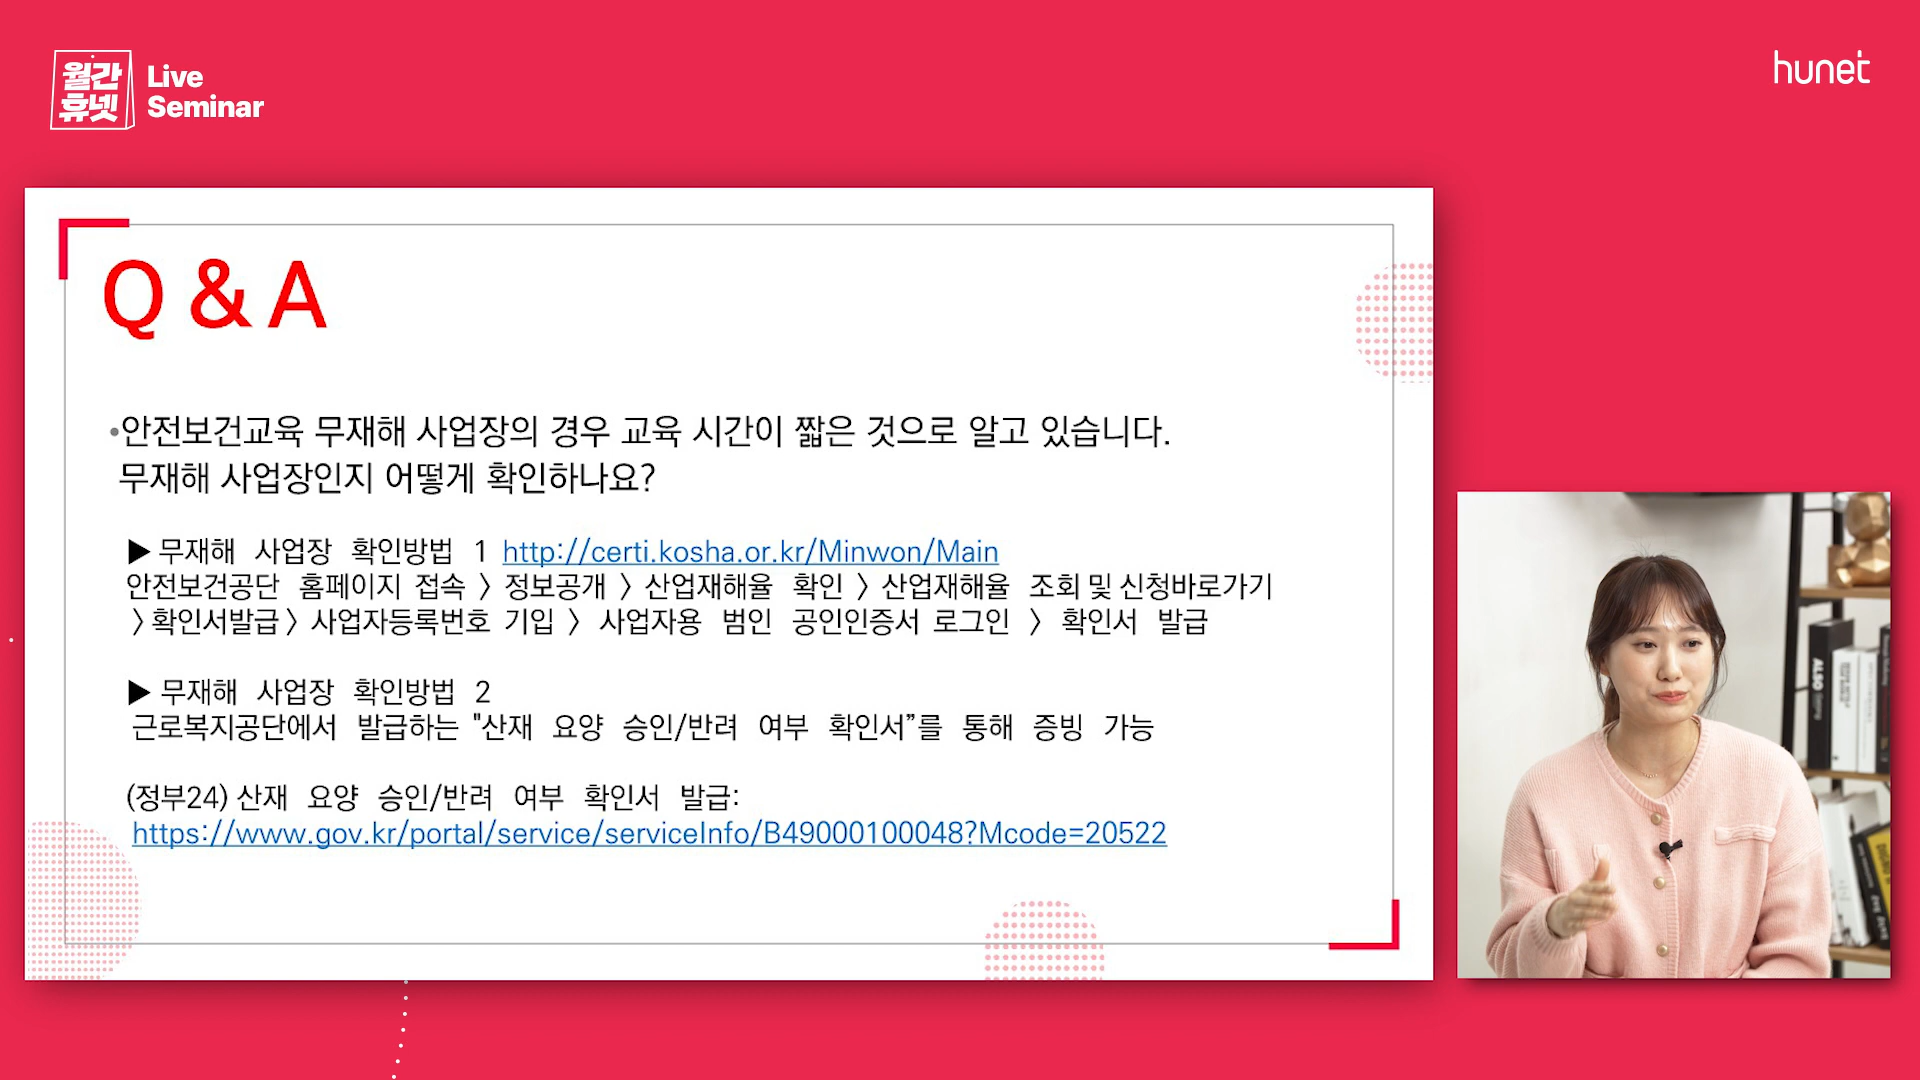 월간
휴넷
Live
Seminar
hunet
Q & A
•안전보건교육 무재해 사업장의 경우 교육 시간이 짧은 것으로 알고 있습니다.
무재해 사업장인지 어떻게 확인하나요?
▶ 무재해 사업장 확인방법 1 http://certi.kosha.or.kr/Minwon/Main
안전보건공단 홈페이지 접속 > 정보공개 > 산업재해율 확인 > 산업재해율 조회 및 신청바로가기
> 확인서발급 > 사업자등록번호 기입 > 사업자용 범인 공인인증서 로그인 > 확인서 발급
▶ 무재해 사업장 확인방법 2
근로복지공단에서 발급하는 "산재 요양 승인/반려 여부 확인서”를 통해 증빙 가능
(정부24) 산재 요양 승인/반려 여부 확인서 발급:
https://www.gov.kr/portal/service/serviceInfo/B49000100048?Mcode=20522
ALSO